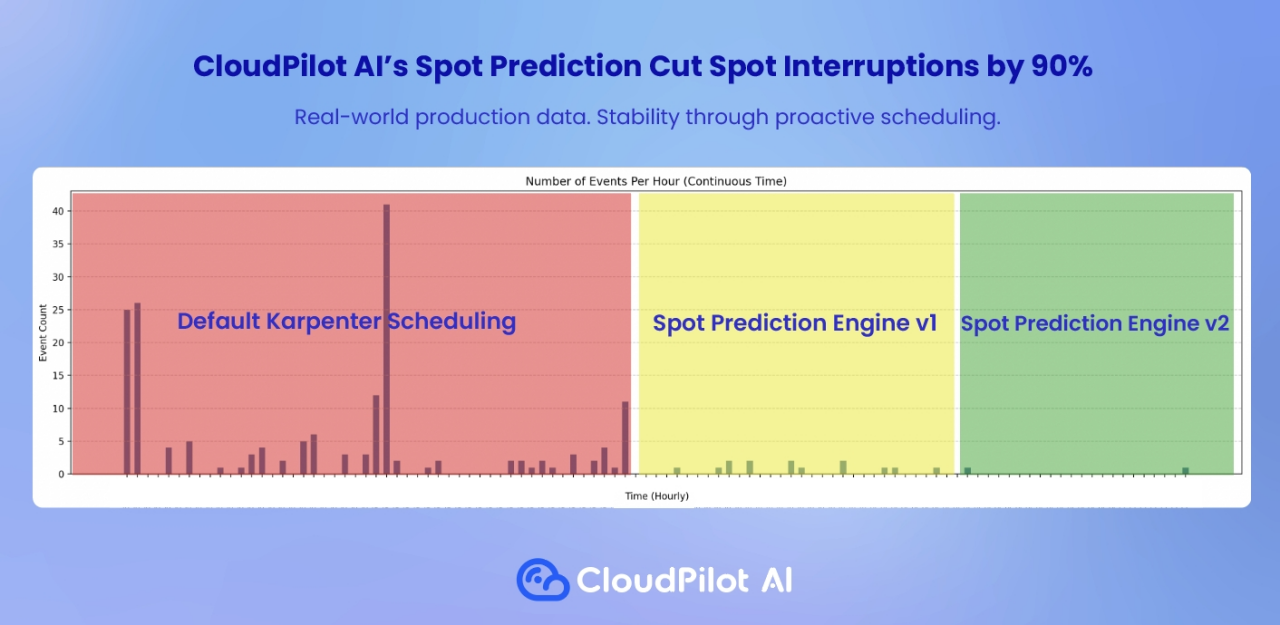 CloudPilot AI’s Spot Prediction Cut Spot Interruptions by 90%
Real-world production data. Stability through proactive scheduling.
Number of Events Per Hour (Continuous Time)
Event Count
40
35
30
25
20
15
10
5
0
Default Karpenter Scheduling
Spot Prediction Engine v1
Spot Prediction Engine v2
Time (Hourly)
CloudPilot AI